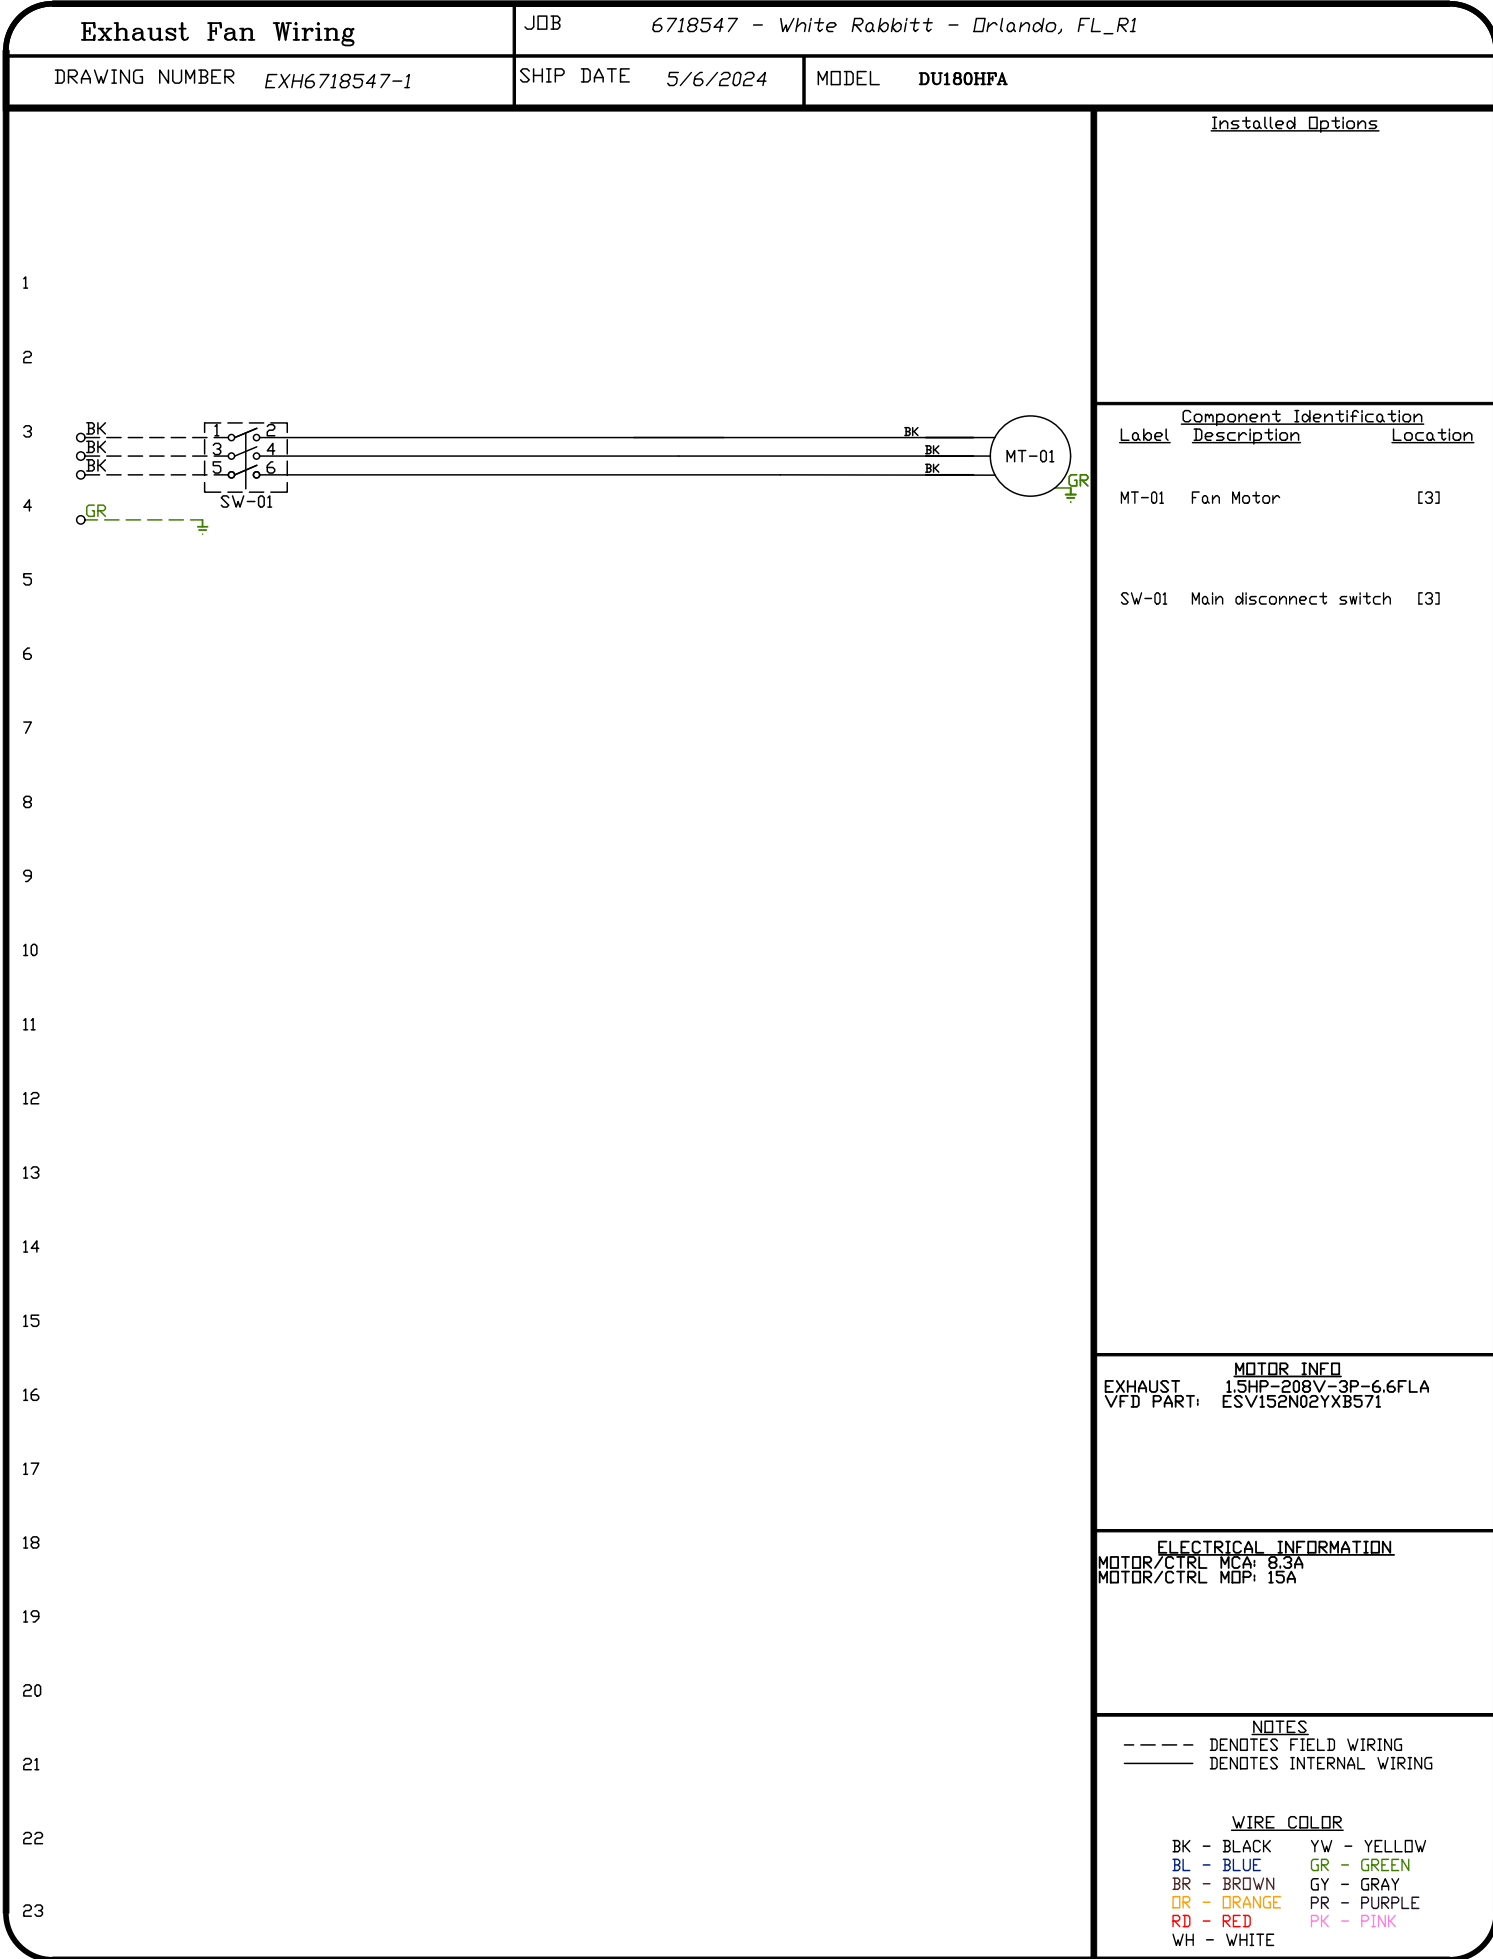 Exhaust Fan Wiring
JOB 6718547 - White Rabbitt - Orlando, FL_R1
DRAWING NUMBER EXH6718547-1
SHIP DATE 5/6/2024
MODEL DU180HFA
Installed Options
1
2
3
BK 1 2 BK
BK 3 4 BK
BK 5 6 BK
MT-01
GR
SW-01
4
GR
5
6
7
8
9
10
11
12
13
14
15
16
17
18
19
20
21
22
23
Component Identification
Label Description Location
MT-01 Fan Motor [3]
SW-01 Main disconnect switch [3]
MOTOR INFO
EXHAUST 1.5HP-208V-3P-6.6FLA
VFD PART: ESV152N02YXB571
ELECTRICAL INFORMATION
MOTOR/CTRL MCA: 8.3A
MOTOR/CTRL MOP: 15A
NOTES
DENOTES FIELD WIRING
DENOTES INTERNAL WIRING
WIRE COLOR
BK - BLACK YW - YELLOW
BL - BLUE GR - GREEN
BR - BROWN GY - GRAY
OR - ORANGE PR - PURPLE
RD - RED PK - PINK
WH - WHITE